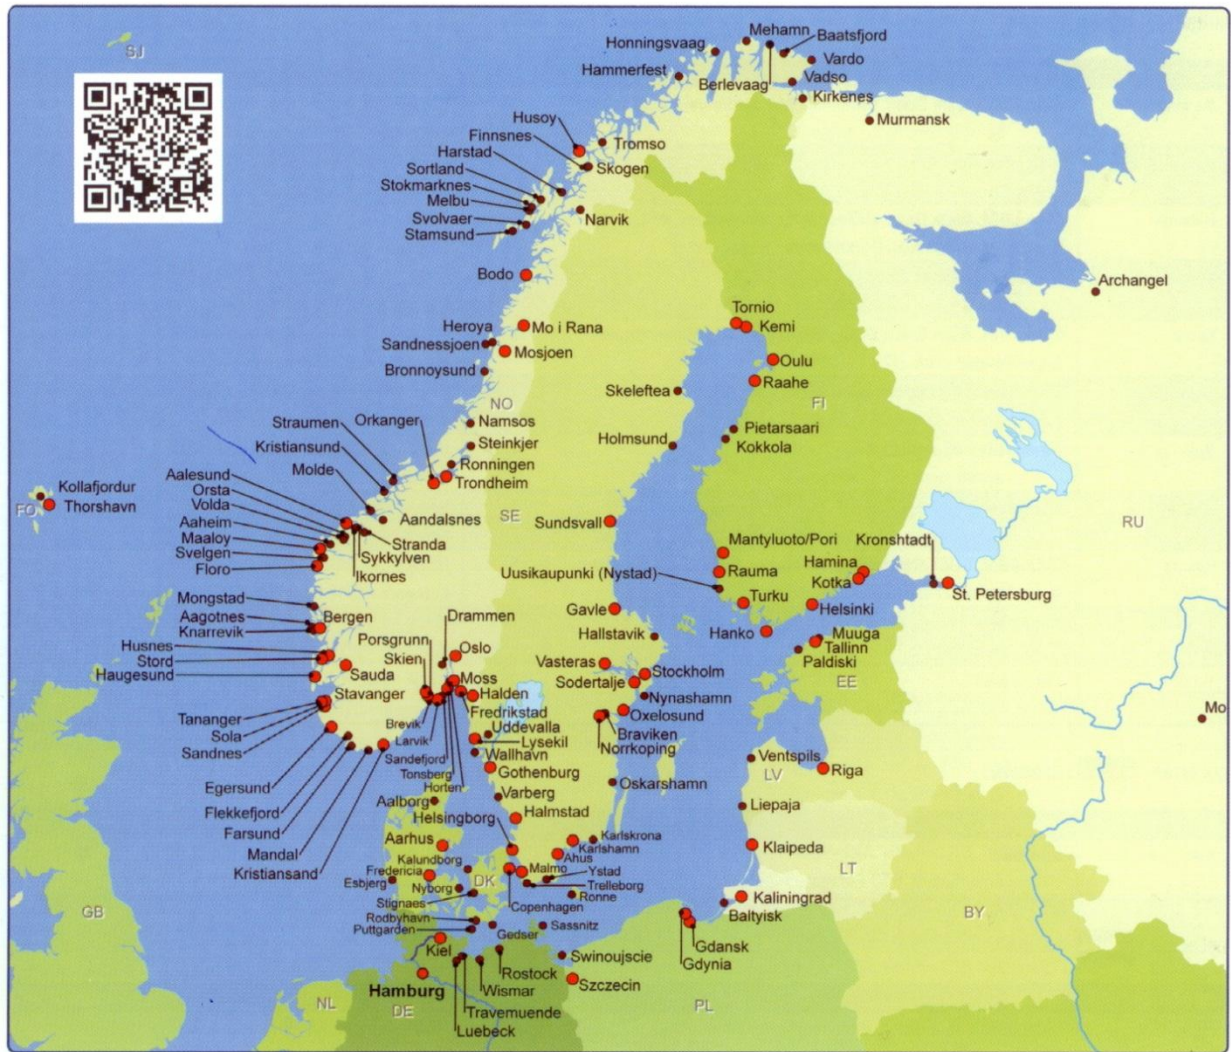 SJ
Mehamn
Honningsvaag
Baatsfjord
Hammerfest
Vardo
Berlevaag
Vadso
Kirkenes
Husoy
Murmansk
Finnsnes
Tromso
Harstad
Skogen
Sortland
Stokmarknes
Melbu
Svolvaer
Narvik
Stamsund
Bodo
Archangel
Tornio
Heroya
Mo i Rana
Kemi
Sandnessjoen
Mosjoen
Oulu
Bronnoysund
Raahe
Skeleftea
NO
FI
Straumen
Orkanger
Namsos
Pietarsaari
Kristiansund
Steinkjer
Holmsund
Kokkola
Molde
Ronningen
Aalesund
Trondheim
Kollafjordur
Orsta
FO
Thorshavn
Volda
Aandalsnes
SE
Sundsvall
RU
Aaheim
Maaloy
Stranda
Mantyluoto/Pori
Kronshtadt
Svelgen
Sykkylven
Hamina
Floro
Ikornes
Uusikaupunki (Nystad)
Rauma
Kotka
St. Petersburg
Mongstad
Turku
Aagotnes
Bergen
Drammen
Gavle
Helsinki
Knarrevik
Porsgrunn
Hallstavik
Hanko
Muuga
Husnes
Oslo
Tallinn
Stord
Skien
Vasteras
Paldiski
Haugesund
Sauda
Moss
Stockholm
Sodertalje
EE
Stavanger
Halden
Nynashamn
Tananger
Fredrikstad
Oxelosund
Mo
Sola
Brevik
Uddevalla
Braviken
Sandnes
Larvik
Lysekil
Norrkoping
Sandefjord
Wallhavn
Ventspils
Egersund
Tonsberg
Gothenburg
LV
Riga
Horten
Oskarshamn
Flekkefjord
Aalborg
Varberg
Liepaja
Farsund
Helsingborg
Halmstad
Mandal
Aarhus
Karlskrona
Klaipeda
Kristiansand
Karlshamn
Kalundborg
Ahus
Fredericia
Malmo
Ystad
LT
Esbjerg
Nyborg
DK
Trelleborg
Stignaes
Ronne
Kaliningrad
Copenhagen
Baltyisk
GB
BY
Rodbyhavn
Puttgarden
Gedser
Sassnitz
Kiel
Gdansk
Swinoujscie
Gdynia
Rostock
Hamburg
Wismar
Szczecin
NL
DE
Travemuende
PL
Luebeck